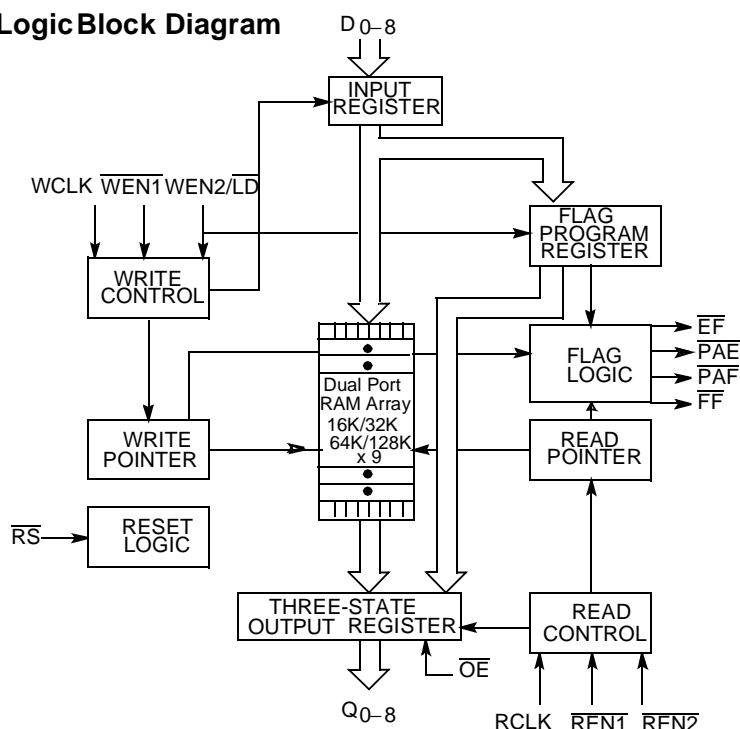 Logic Block Diagram
D0–8
INPUT
REGISTER
WCLK WEN1 WEN2/LD
FLAG
PROGRAM
REGISTER
WRITE
CONTROL
EF
PAE
PAF
FF
FLAG
LOGIC
Dual Port
RAM Array
16K/32K
64K/128K
x 9
WRITE
POINTER
READ
POINTER
RS
RESET
LOGIC
THREE-STATE
OUTPUT REGISTER
READ
CONTROL
OE
Q0–8
RCLK REN1 REN2